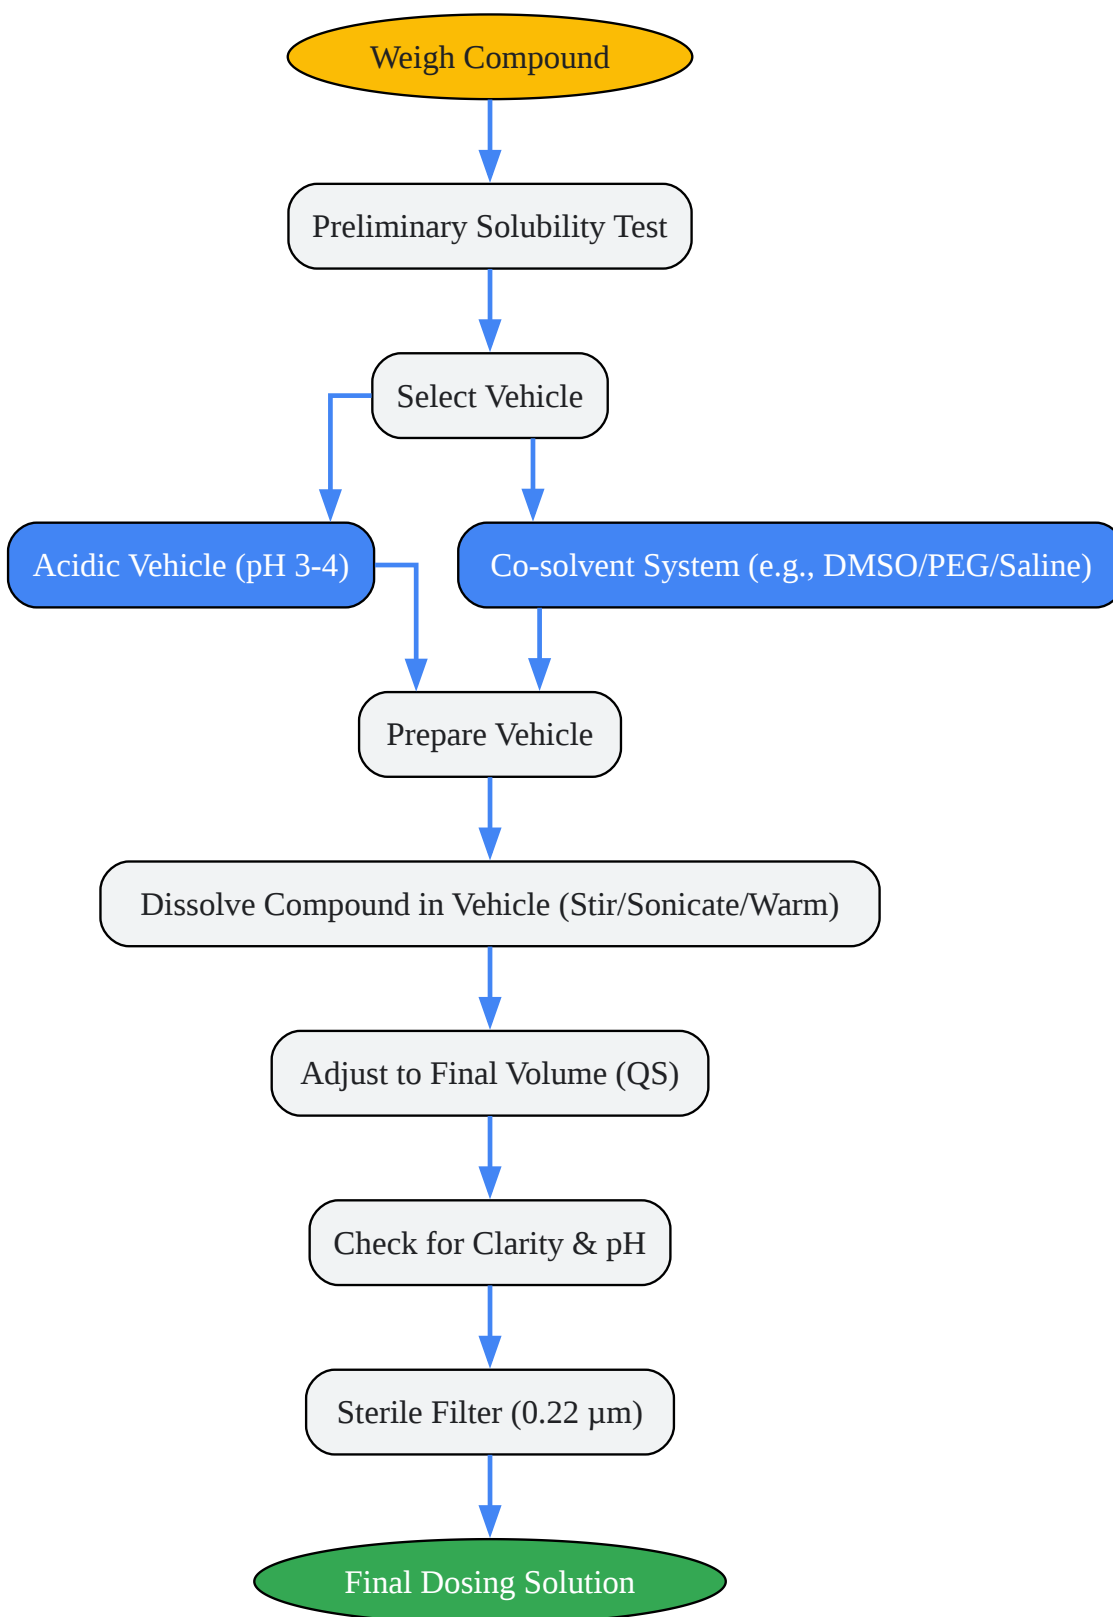 Weigh Compound
Preliminary Solubility Test
Select Vehicle
Acidic Vehicle (pH 3-4)
Co-solvent System (e.g., DMSO/PEG/Saline)
Prepare Vehicle
Dissolve Compound in Vehicle (Stir/Sonicate/Warm)
Adjust to Final Volume (QS)
Check for Clarity & pH
Sterile Filter (0.22 µm)
Final Dosing Solution